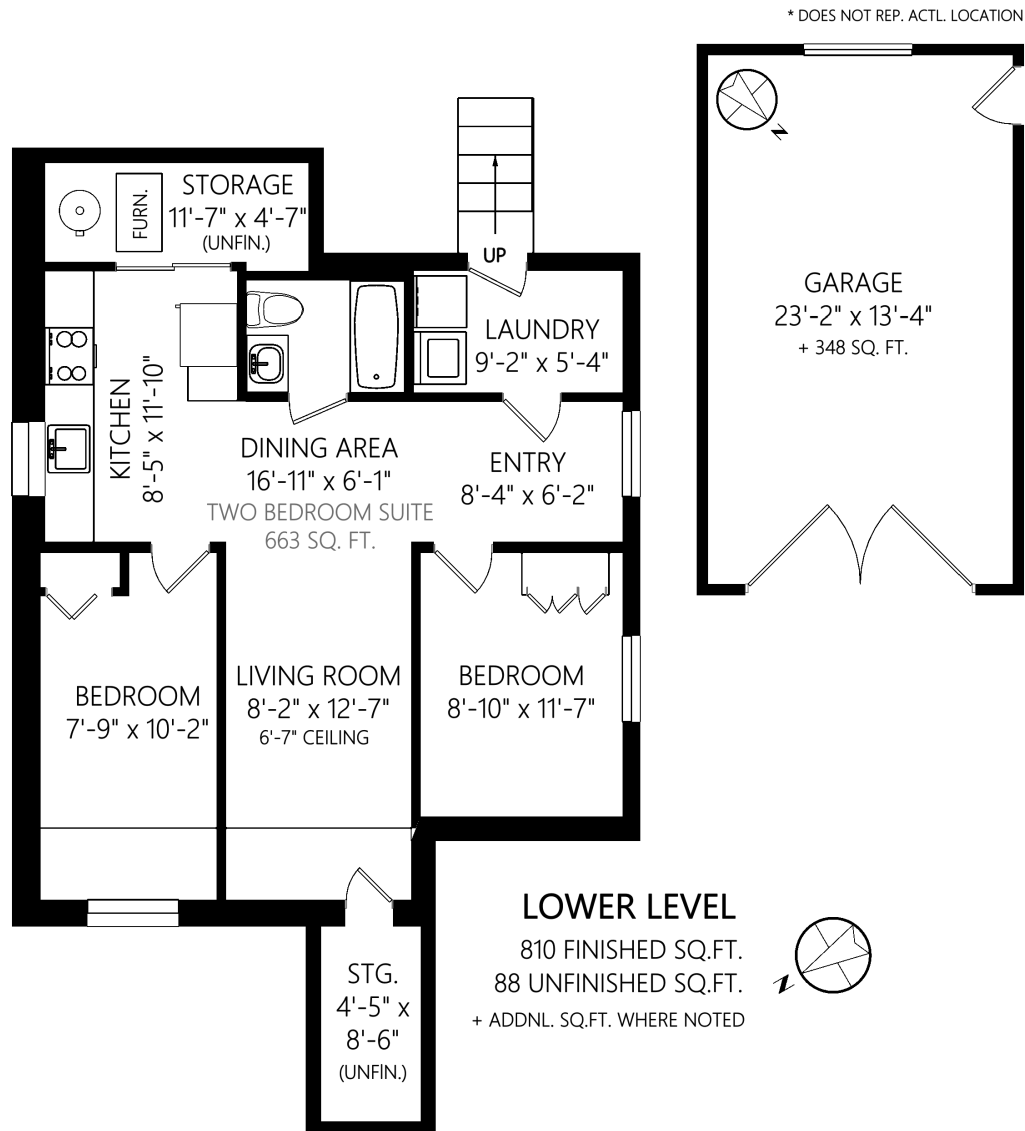 * DOES NOT REP. ACTL. LOCATION
N
GARAGE
23'-2" x 13'-4"
+ 348 SQ. FT.
STORAGE
11'-7" x 4'-7"
(UNFIN.)
FURN.
UP
LAUNDRY
9'-2" x 5'-4"
KITCHEN
8'-5" x 11'-10"
DINING AREA
16'-11" x 6'-1"
ENTRY
8'-4" x 6'-2"
TWO BEDROOM SUITE
663 SQ. FT.
BEDROOM
7'-9" x 10'-2"
LIVING ROOM
8'-2" x 12'-7"
6'-7" CEILING
BEDROOM
8'-10" x 11'-7"
STG.
4'-5" x
8'-6"
(UNFIN.)
LOWER LEVEL
810 FINISHED SQ.FT.
88 UNFINISHED SQ.FT.
+ ADDNL. SQ.FT. WHERE NOTED
N